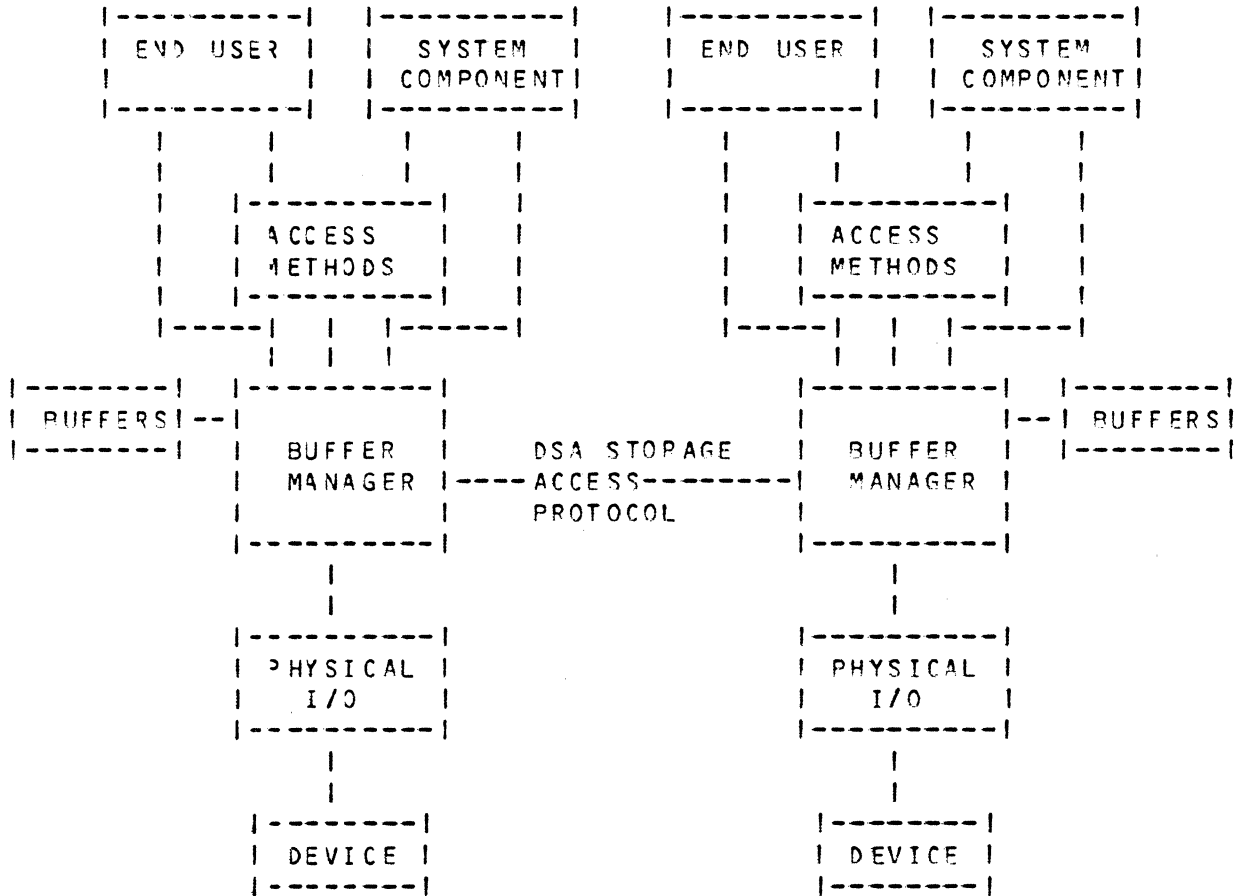 END USER
SYSTEM
COMPONENT
END USER
SYSTEM
COMPONENT
ACCESS
METHODS
ACCESS
METHODS
BUFFERS
BUFFER
MANAGER
DSA STORAGE
ACCESS
PROTOCOL
BUFFER
MANAGER
BUFFERS
PHYSICAL
I/O
PHYSICAL
I/O
DEVICE
DEVICE